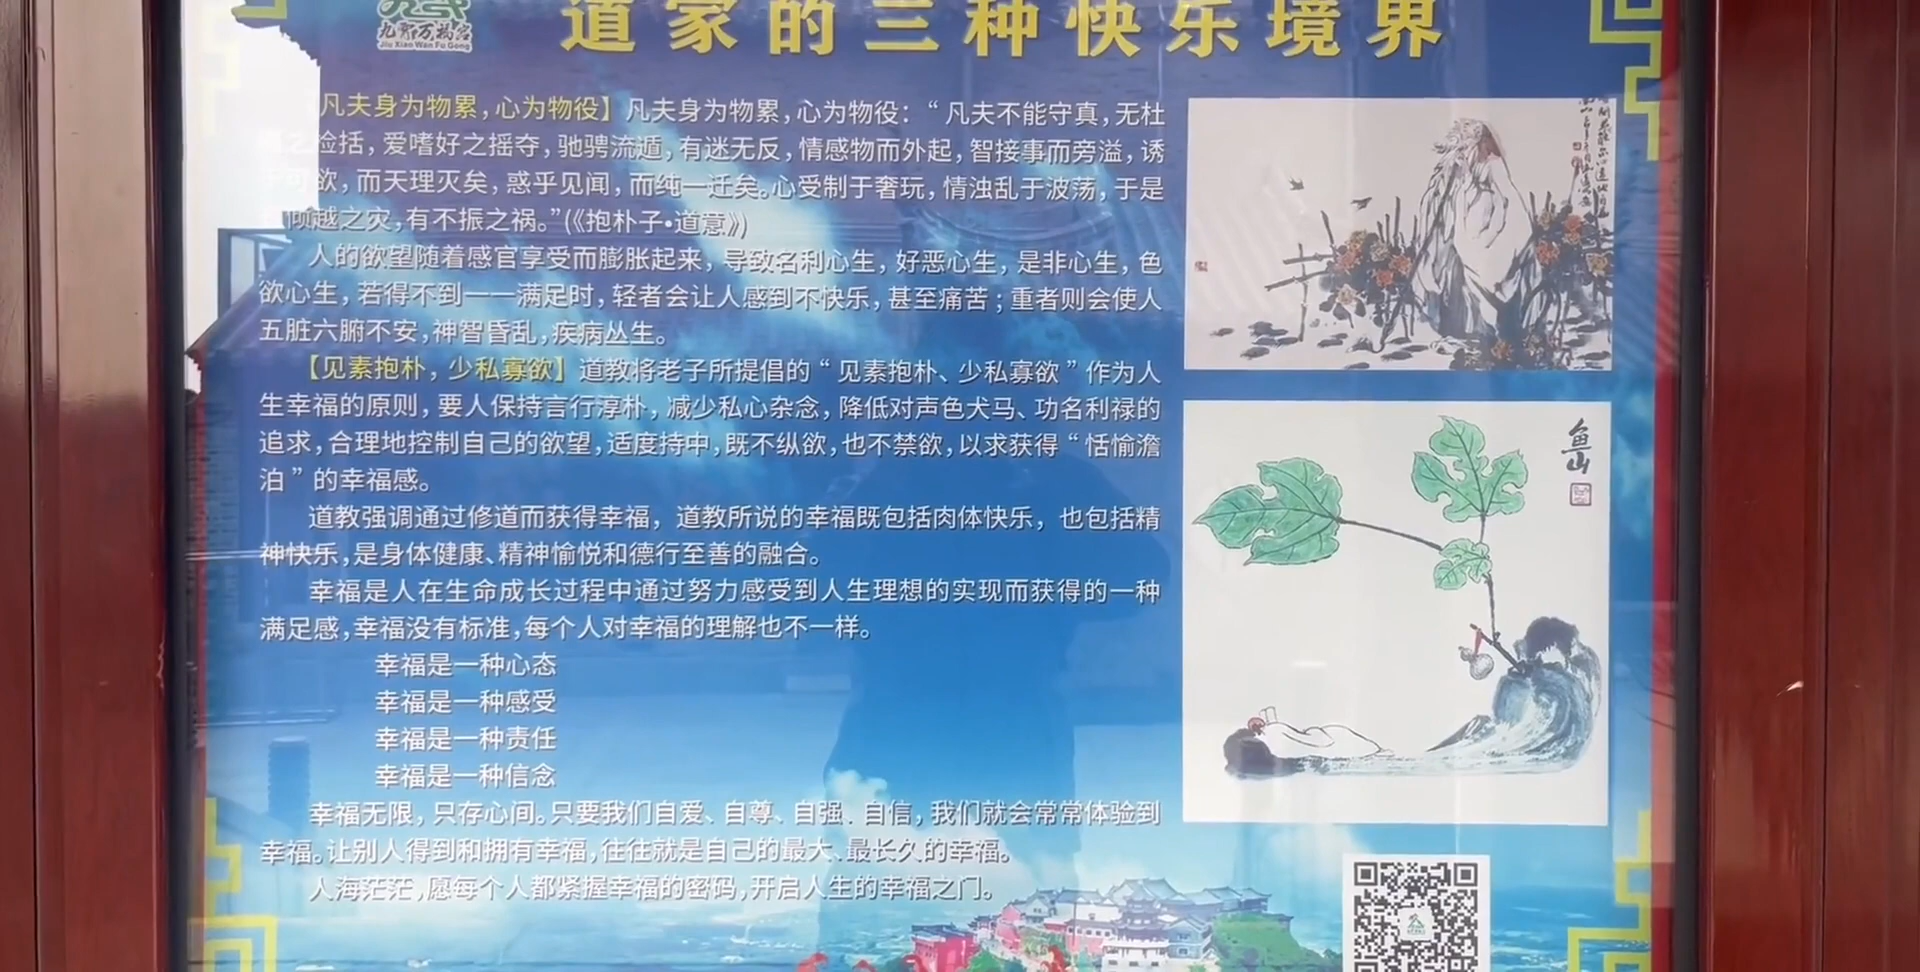 道家的三种快乐境界
九霄万福宫
Jiu Xiao Wan Fu Gong
凡夫身为物累，心为物役】凡夫身为物累，心为物役：“凡夫不能守真，无杜
之检括，爱嗜好之摇夺，驰骋流遁，有迷无反，情感物而外起，智接事而旁溢，诱
于可欲，而天理灭矣，惑乎见闻，而纯一迁矣。心受制于奢玩，情浊乱于波荡，于是
倾越之灾，有不振之祸。”(《抱朴子•道意》)
人的欲望随着感官享受而膨胀起来，导致名利心生，好恶心生，是非心生，色
欲心生，若得不到一一满足时，轻者会让人感到不快乐，甚至痛苦；重者则会使人
五脏六腑不安，神智昏乱，疾病丛生。
【见素抱朴，少私寡欲】道教将老子所提倡的“见素抱朴、少私寡欲”作为人
生幸福的原则，要人保持言行淳朴，减少私心杂念，降低对声色犬马、功名利禄的
追求，合理地控制自己的欲望，适度持中，既不纵欲，也不禁欲，以求获得“恬愉澹
泊”的幸福感。
道教强调通过修道而获得幸福，道教所说的幸福既包括肉体快乐，也包括精
神快乐，是身体健康、精神愉悦和德行至善的融合。
幸福是人在生命成长过程中通过努力感受到人生理想的实现而获得的一种
满足感，幸福没有标准，每个人对幸福的理解也不一样。
幸福是一种心态
幸福是一种感受
幸福是一种责任
幸福是一种信念
幸福无限，只存心间。只要我们自爱、自尊、自强、自信，我们就会常常体验到
幸福。让别人得到和拥有幸福，往往就是自己的最大、最长久的幸福。
人海茫茫，愿每个人都紧握幸福的密码，开启人生的幸福之门。
鱼山